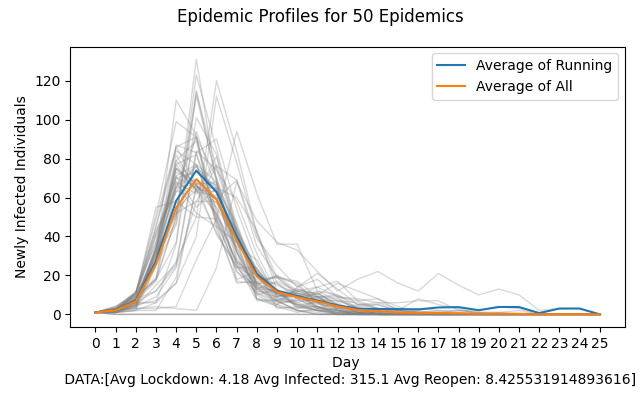 Epidemic Profiles for 50 Epidemics
Average of Running
Average of All
Newly Infected Individuals
120
100
80
60
40
20
0
0 1 2 3 4 5 6 7 8 9 10 11 12 13 14 15 16 17 18 19 20 21 22 23 24 25
Day
DATA:[Avg Lockdown: 4.18 Avg Infected: 315.1 Avg Reopen: 8.425531914893616]